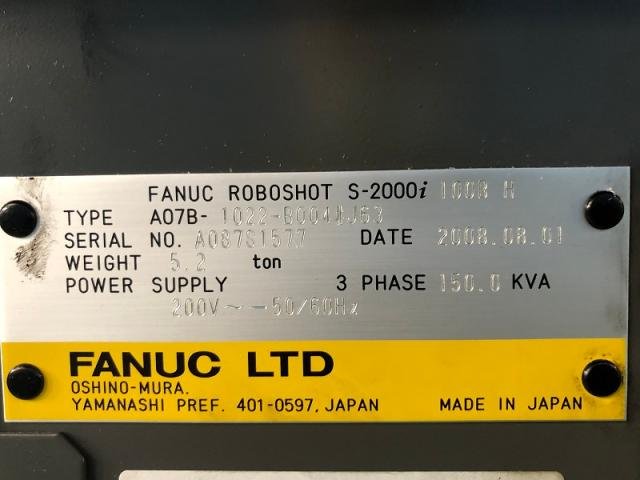 FANUC ROBOSHOT S-2000i 100B H
TYPE A07B- 1022-B004#J63
SERIAL NO. A087S1577 DATE 2008.08.01
WEIGHT 5.2 ton
POWER SUPPLY 3 PHASE 150.0 KVA
200V ~ —50/60Hz
FANUC LTD
OSHINO-MURA.
YAMANASHI PREF. 401-0597, JAPAN MADE IN JAPAN